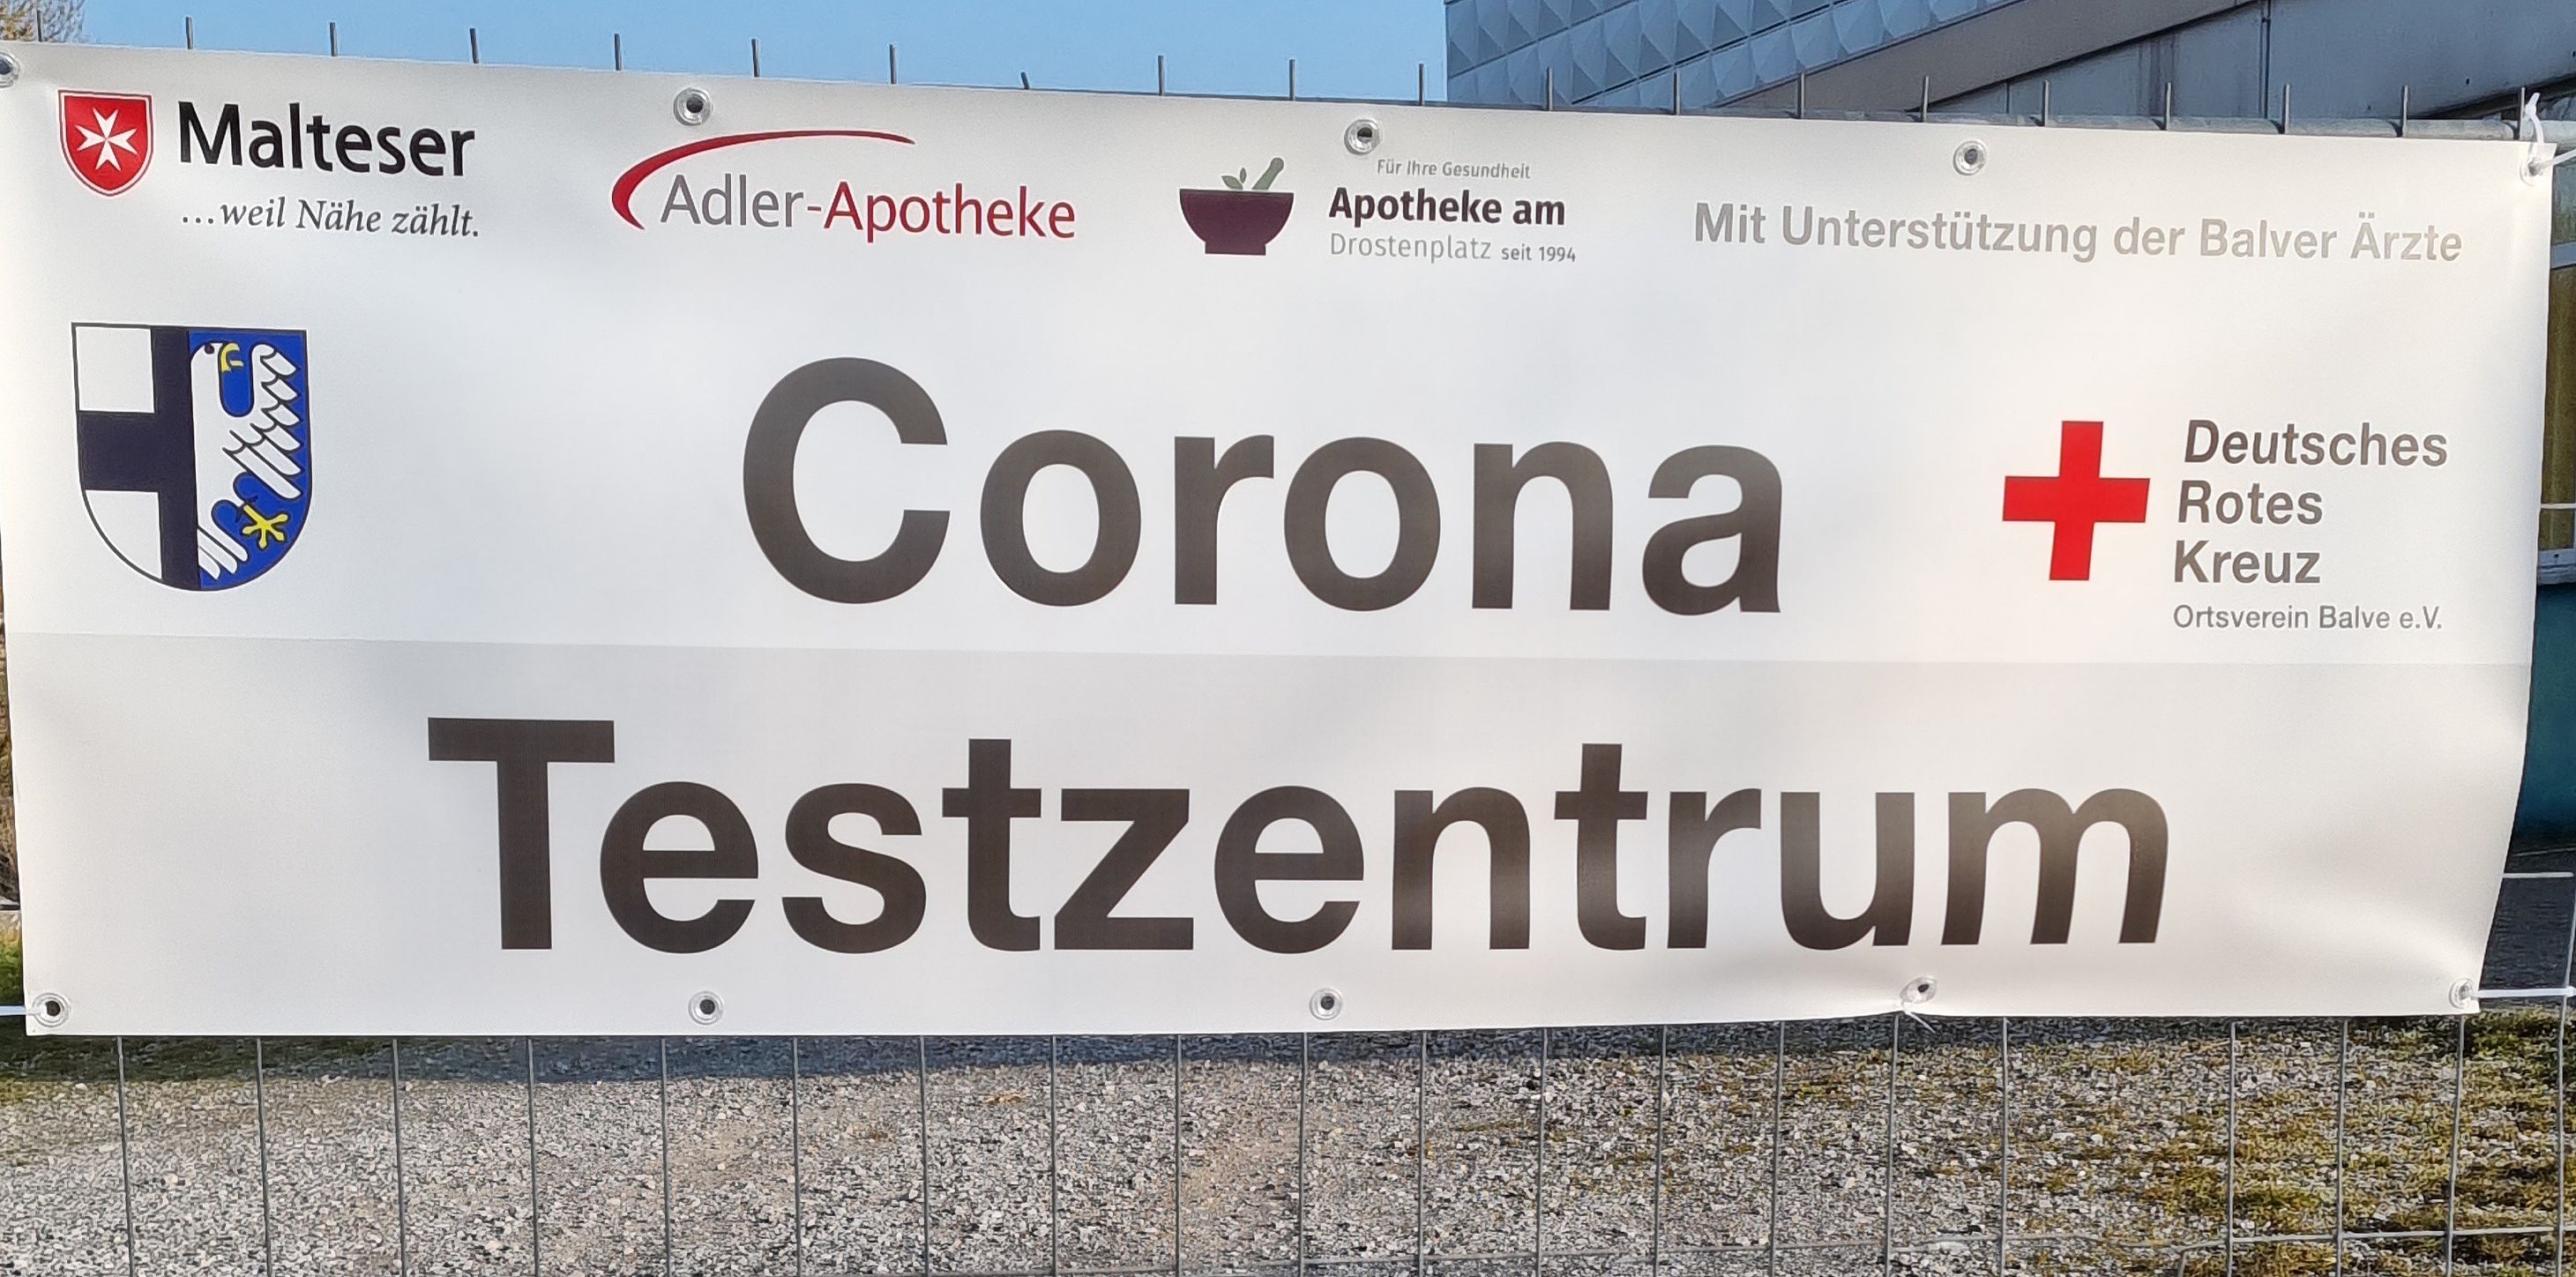 Malteser
...weil Nähe zählt.
Adler-Apotheke
Für Ihre Gesundheit
Apotheke am
Drostenplatz seit 1994
Mit Unterstützung der Balver Ärzte
Corona
Testzentrum
Deutsches
Rotes
Kreuz
Ortsverein Balve e.V.